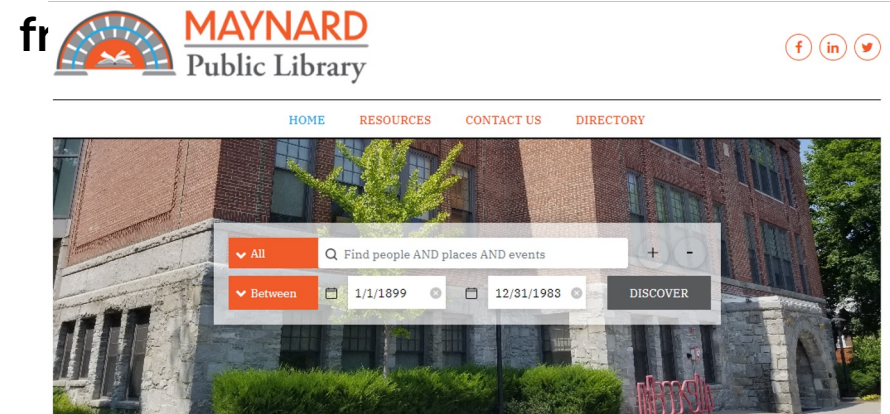 MAYNARD
Public Library
HOME RESOURCES CONTACT US DIRECTORY
All Find people AND places AND events + -
Between 1/1/1899 12/31/1983 DISCOVER